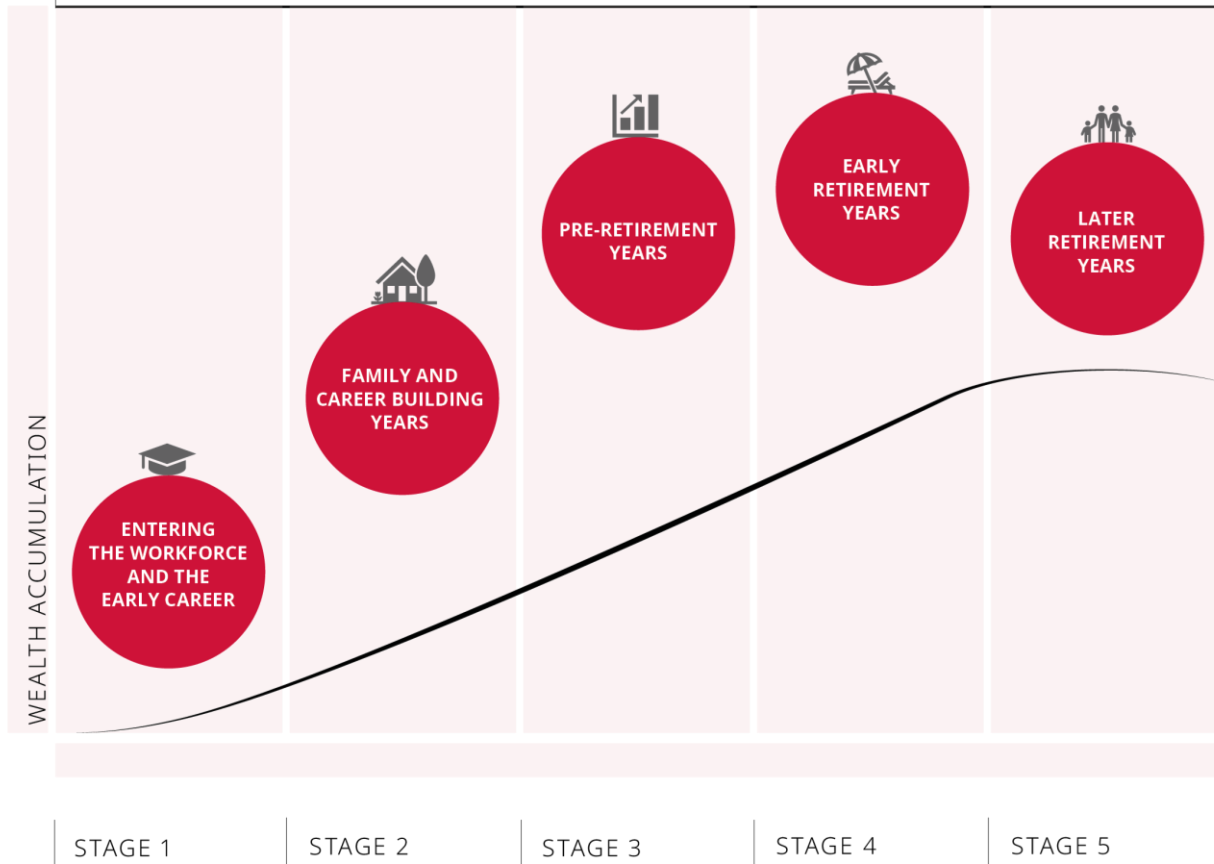 WEALTH ACCUMULATION
ENTERING
THE WORKFORCE
AND THE
EARLY CAREER
FAMILY AND
CAREER BUILDING
YEARS
PRE-RETIREMENT
YEARS
EARLY
RETIREMENT
YEARS
LATER
RETIREMENT
YEARS
STAGE 1
STAGE 2
STAGE 3
STAGE 4
STAGE 5